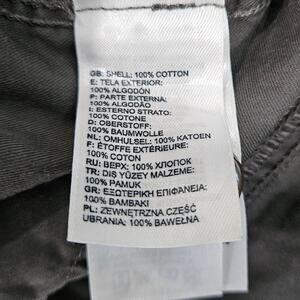 GB: SHELL: 100% COTTON
E: TELA EXTERIOR:
100% ALGODÓN
P: PARTE EXTERNA:
100% ALGODÃO
I: ESTERNO STRATO:
100% COTONE
D: OBERSTOFF:
100% BAUMWOLLE
NL: OMHULSEL: 100% KATOEN
F: ÉTOFFE EXTÉRIEURE:
100% COTON
RU: ВЕРХ: 100% ХЛОПОК
TR: DIŞ YÜZEY MALZEME:
100% PAMUK
GR: ΕΞΩΤΕΡΙΚΗ ΕΠΙΦΑΝΕΙΑ:
100% ΒΑΜΒΑΚΙ
PL: ZEWNĘTRZNA CZĘŚĆ
UBRANIA: 100% BAWEŁNA